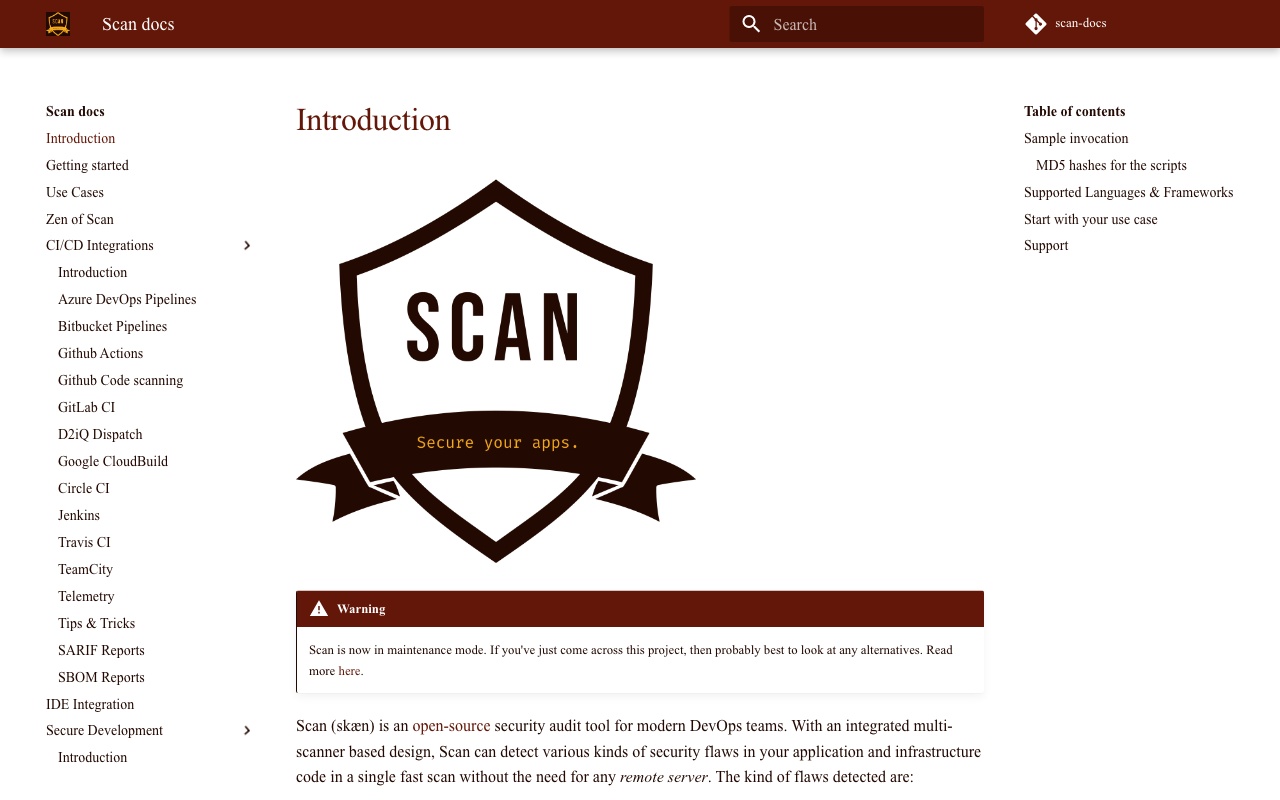 SCAN
Scan docs
Search
scan-docs
Scan docs
Introduction
Getting started
Use Cases
Zen of Scan
CI/CD Integrations
Introduction
Azure DevOps Pipelines
Bitbucket Pipelines
Github Actions
Github Code scanning
GitLab CI
D2iQ Dispatch
Google CloudBuild
Circle CI
Jenkins
Travis CI
TeamCity
Telemetry
Tips & Tricks
SARIF Reports
SBOM Reports
IDE Integration
Secure Development
Introduction
Introduction
SCAN
Secure your apps.
Warning
Scan is now in maintenance mode. If you've just come across this project, then probably best to look at any alternatives. Read
more here.
Scan (skæn) is an open-source security audit tool for modern DevOps teams. With an integrated multi-
scanner based design, Scan can detect various kinds of security flaws in your application and infrastructure
code in a single fast scan without the need for any remote server. The kind of flaws detected are:
Table of contents
Sample invocation
MD5 hashes for the scripts
Supported Languages & Frameworks
Start with your use case
Support